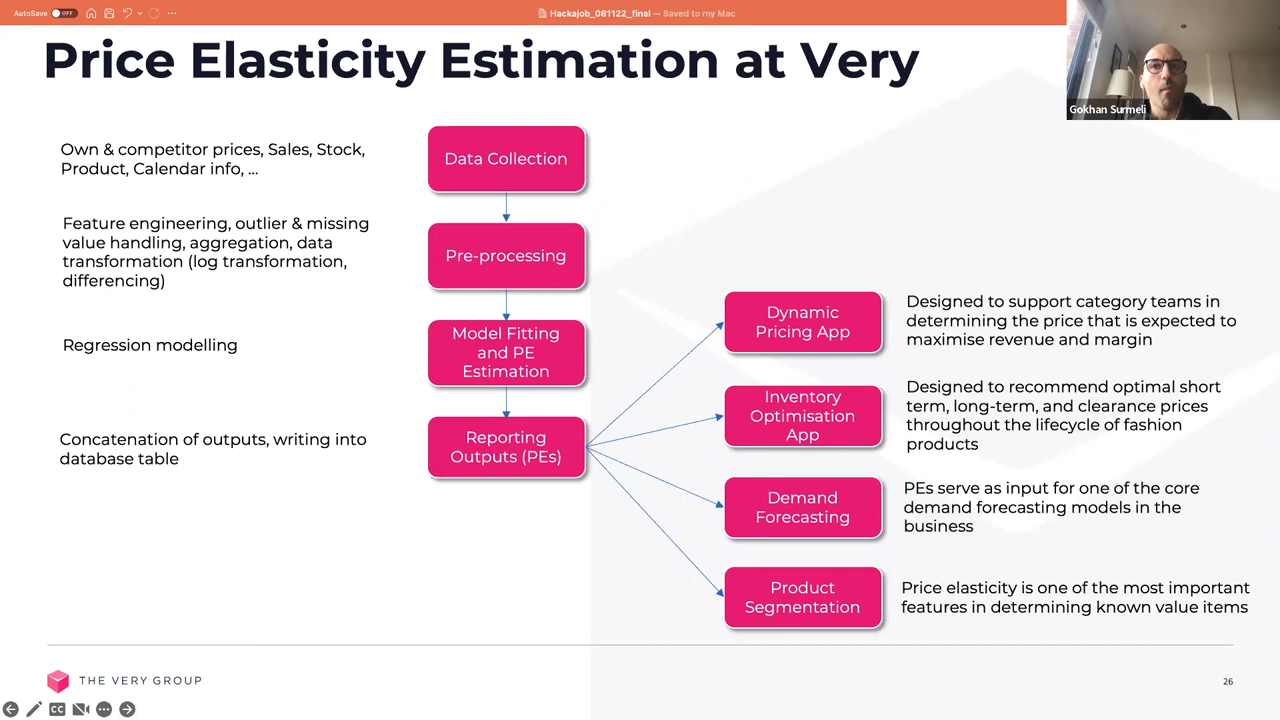 AutoSave OFF
Hackajob_081122_final — Saved to my Mac
Price Elasticity Estimation at Very
Gokhan Surmeli
Own & competitor prices, Sales, Stock,
Product, Calendar info, ...
Data Collection
Feature engineering, outlier & missing
value handling, aggregation, data
transformation (log transformation,
differencing)
Pre-processing
Regression modelling
Model Fitting
and PE
Estimation
Concatenation of outputs, writing into
database table
Reporting
Outputs (PEs)
Dynamic
Pricing App
Designed to support category teams in
determining the price that is expected to
maximise revenue and margin
Inventory
Optimisation
App
Designed to recommend optimal short
term, long-term, and clearance prices
throughout the lifecycle of fashion
products
Demand
Forecasting
PEs serve as input for one of the core
demand forecasting models in the
business
Product
Segmentation
Price elasticity is one of the most important
features in determining known value items
THE VERY GROUP
26
CC